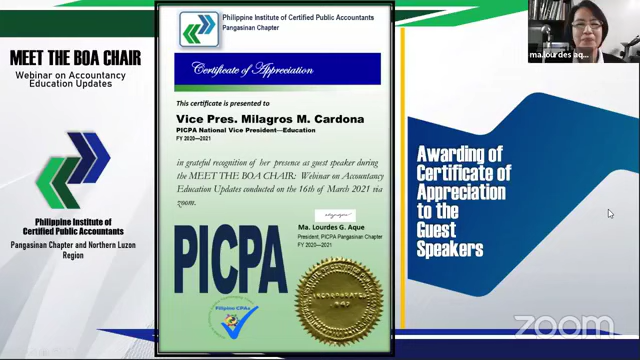 MEET THE BOA CHAIR
Webinar on Accountancy
Education Updates
Philippine Institute of
Certified Public Accountants
Pangasinan Chapter and Northern Luzon
Region
Philippine Institute of Certified Public Accountants
Pangasinan Chapter
Certificate of Appreciation
This certificate is presented to
Vice Pres. Milagros M. Cardona
PICPA National Vice President—Education
FY 2020—2021
in grateful recognition of her presence as guest speaker during
the MEET THE BOA CHAIR: Webinar on Accountancy
Education Updates conducted on the 16th of March 2021 via
zoom.
Ma. Lourdes G. Aque
President, PICPA Pangasinan Chapter
FY 2020—2021
PICPA
Pilipino CPAs
INCORPORATED
ma.lourdes aq...
Awarding of
Certificate of
Appreciation
to the
Guest
Speakers
zoom